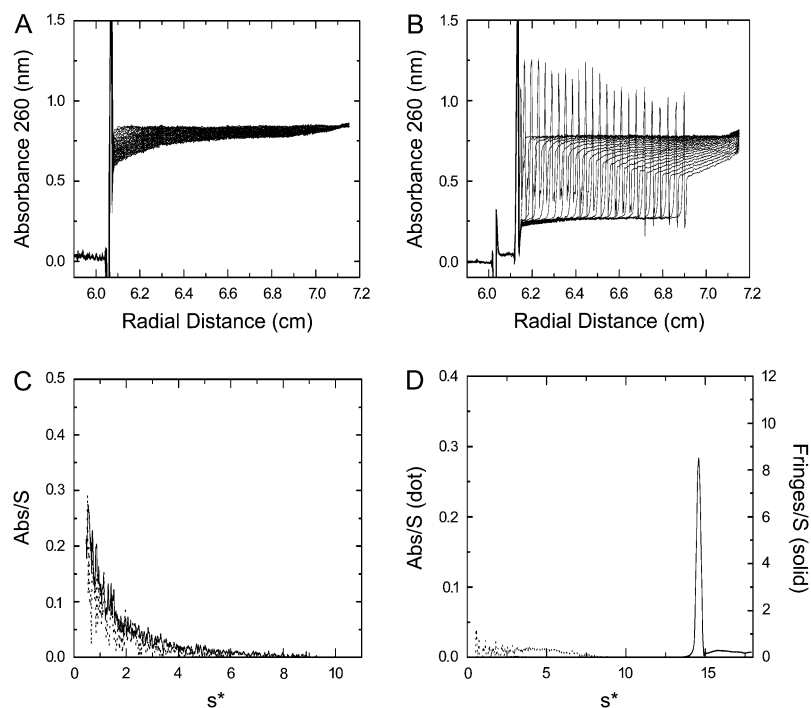 A
1.5
1.0
0.5
0.0
Absorbance 260 (nm)
6.0 6.2 6.4 6.6 6.8 7.0 7.2
Radial Distance (cm)
B
1.5
1.0
0.5
0.0
Absorbance 260 (nm)
6.0 6.2 6.4 6.6 6.8 7.0 7.2
Radial Distance (cm)
C
0.5
0.4
0.3
0.2
0.1
0.0
Abs/S
0 2 4 6 8 10
s*
D
0.4
0.3
0.2
0.1
0.0
Abs/S (dot)
12
10
8
6
4
2
0
Fringes/S (solid)
0 5 10 15
s*